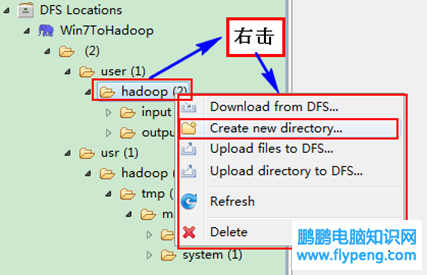 DFS Locations
Win7ToHadoop
(2)
user (1)
hadoop (2)
input
outpu
usr (1)
hadoop (
tmp (
ma
system (1)
右击
Download from DFS...
Create new directory...
Upload files to DFS...
Upload directory to DFS...
Refresh
Delete
鹏鹏电脑知识网
www.flypeng.com